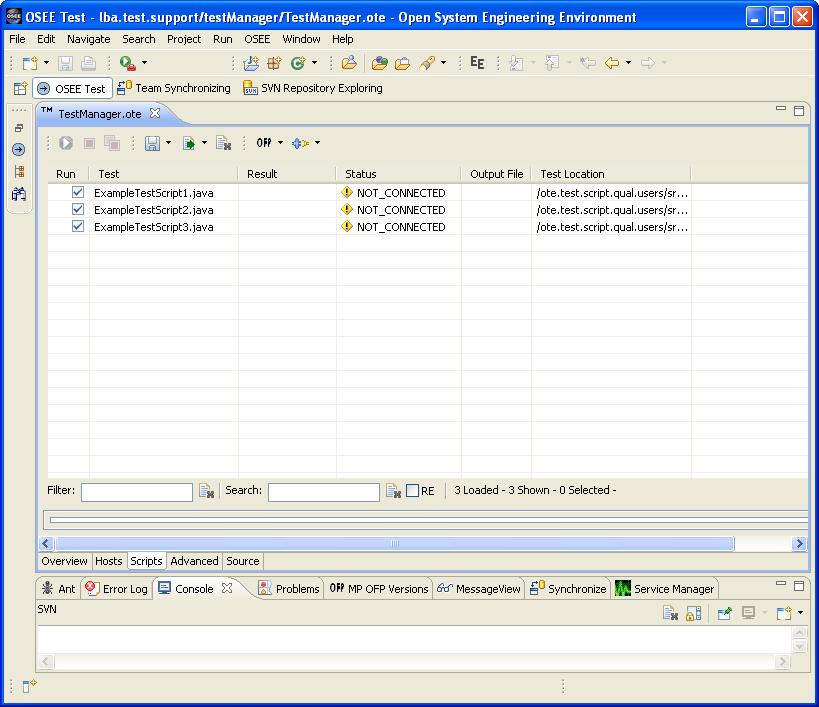 OSEE Test - lba.test.support/testManager/TestManager.ote - Open System Engineering Environment
File Edit Navigate Search Project Run OSEE Window Help
EE
OSEE Test Team Synchronizing SVN Repository Exploring
TM TestManager.ote
OFP
Run Test Result Status Output File Test Location
ExampleTestScript1.java NOT_CONNECTED /ote.test.script.qual.users/sr...
ExampleTestScript2.java NOT_CONNECTED /ote.test.script.qual.users/sr...
ExampleTestScript3.java NOT_CONNECTED /ote.test.script.qual.users/sr...
Filter: Search: RE 3 Loaded - 3 Shown - 0 Selected -
Overview Hosts Scripts Advanced Source
Ant Error Log Console Problems OFP MP OFP Versions MessageView Synchronize Service Manager
SVN